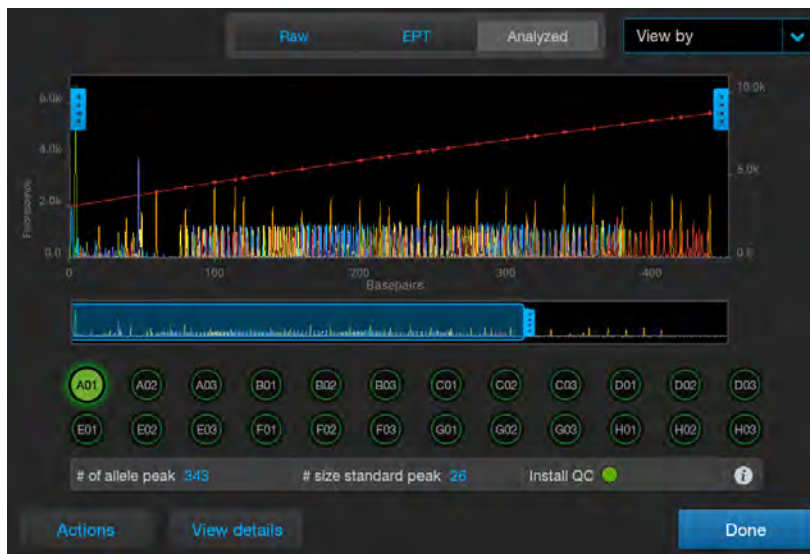 Raw EPT Analyzed View by
6.0k 10.0k
4.0k
5.0k
2.0k
0.0 0.0
Fluorescence
0 100 200 300 400
Basepairs
A01 A02 A03 B01 B02 B03 C01 C02 C03 D01 D02 D03
E01 E02 E03 F01 F02 F03 G01 G02 G03 H01 H02 H03
# of allele peak 343 # size standard peak 26 Install QC
Actions View details Done